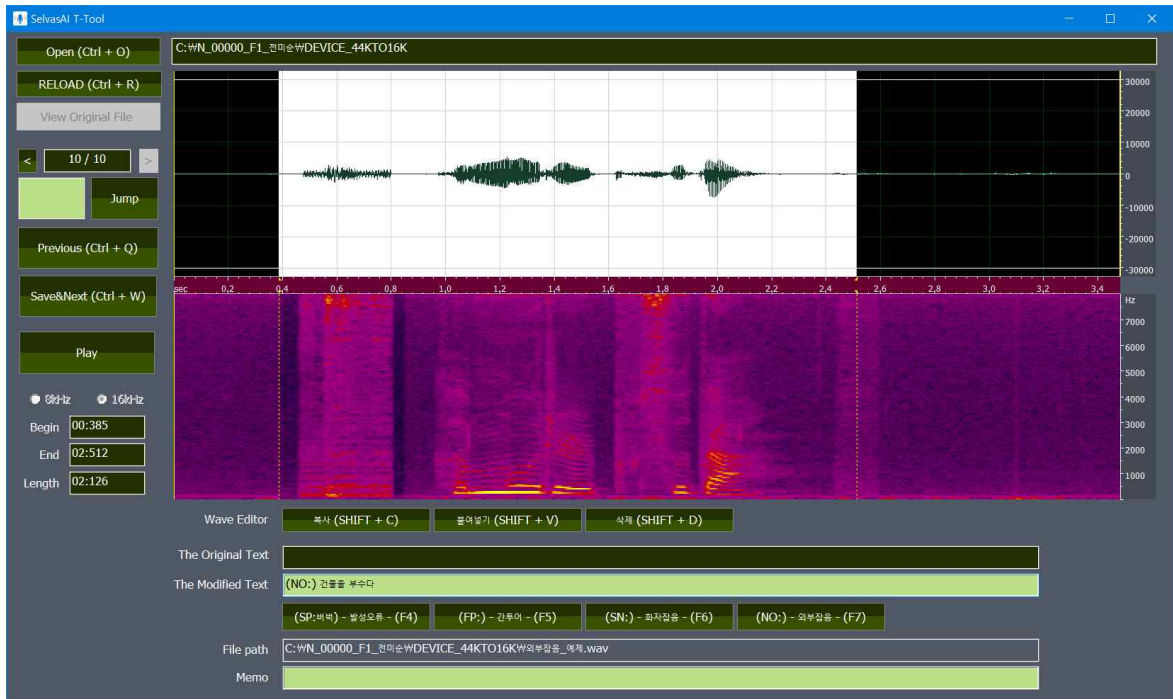 SelvasAI T-Tool
Open (Ctrl + O)
C:₩N_00000_F1_전미순₩DEVICE_44KTO16K
RELOAD (Ctrl + R)
View Original File
< 10 / 10 >
Jump
Previous (Ctrl + Q)
Save&Next (Ctrl + W)
Play
8kHz 16kHz
Begin 00:385
End 02:512
Length 02:126
30000
20000
10000
0
-10000
-20000
-30000
sec 0,2 0,4 0,6 0,8 1,0 1,2 1,4 1,6 1,8 2,0 2,2 2,4 2,6 2,8 3,0 3,2 3,4
Hz
7000
6000
5000
4000
3000
2000
1000
Wave Editor 복사 (SHIFT + C) 붙여넣기 (SHIFT + V) 삭제 (SHIFT + D)
The Original Text
The Modified Text (NO:) 건물을 부수다
(SP:버벅) - 발성오류 - (F4) (FP:) - 간투어 - (F5) (SN:) - 화자잡음 - (F6) (NO:) - 외부잡음 - (F7)
File path C:₩N_00000_F1_전미순₩DEVICE_44KTO16K₩외부잡음_예제.wav
Memo